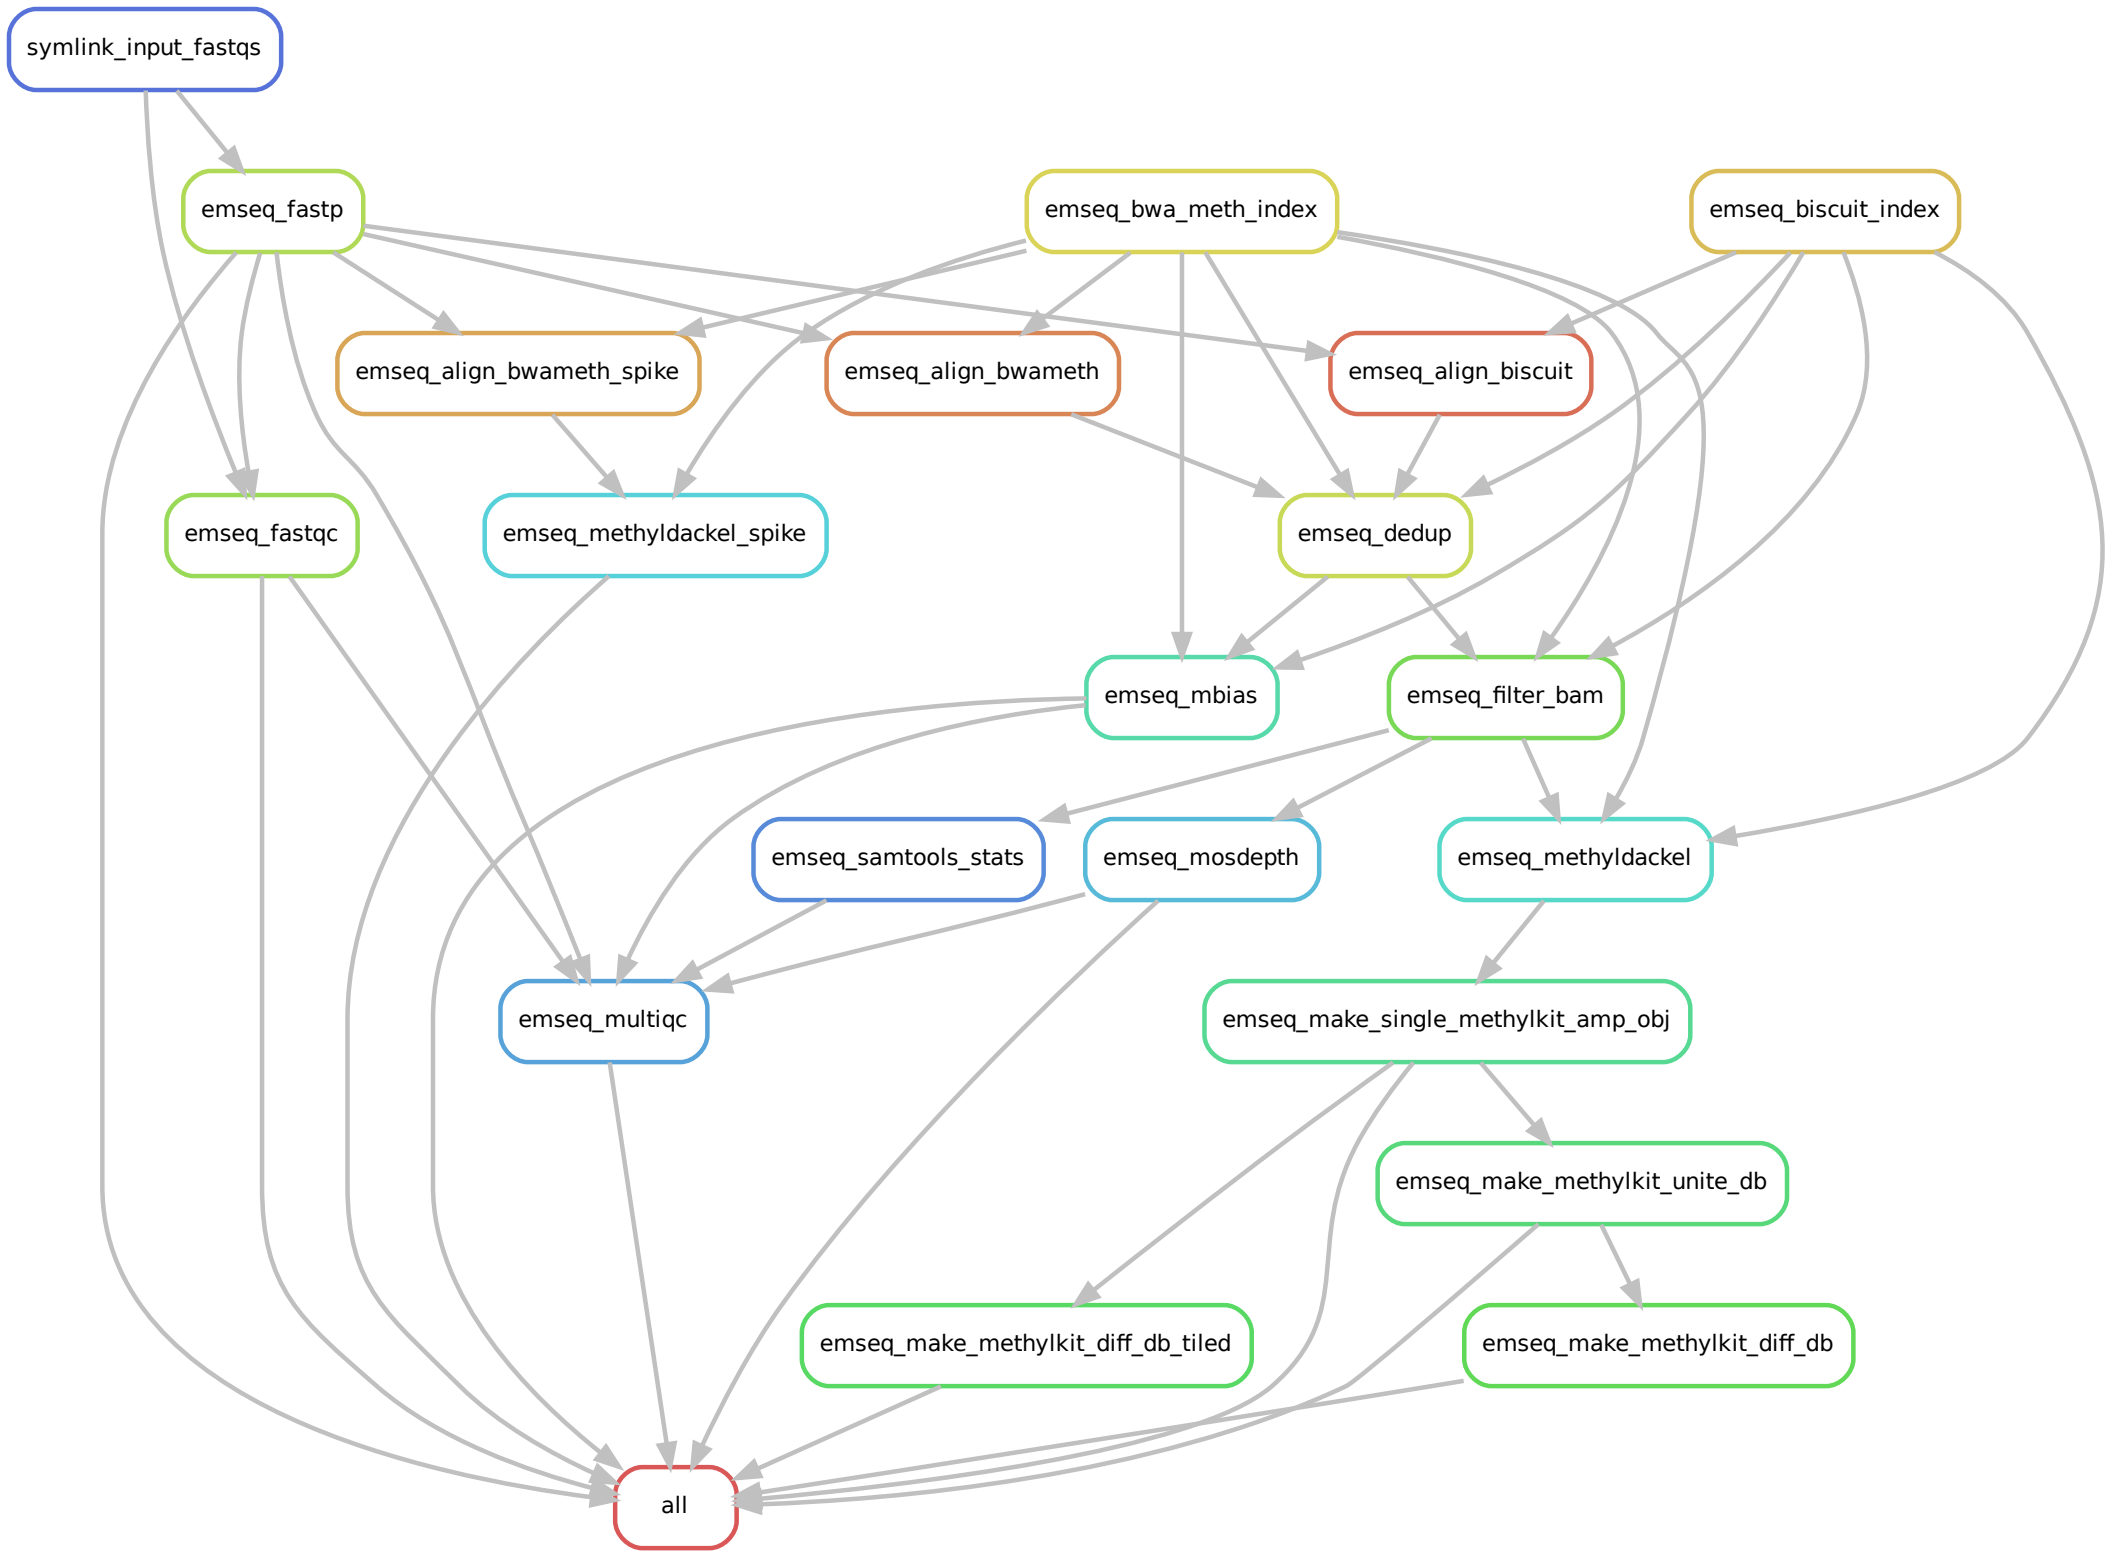 symlink_input_fastqs
emseq_fastp
emseq_bwa_meth_index
emseq_biscuit_index
emseq_align_bwameth_spike
emseq_align_bwameth
emseq_align_biscuit
emseq_fastqc
emseq_methyldackel_spike
emseq_dedup
emseq_mbias
emseq_filter_bam
emseq_samtools_stats
emseq_mosdepth
emseq_methyldackel
emseq_multiqc
emseq_make_single_methylkit_amp_obj
emseq_make_methylkit_unite_db
emseq_make_methylkit_diff_db_tiled
emseq_make_methylkit_diff_db
all